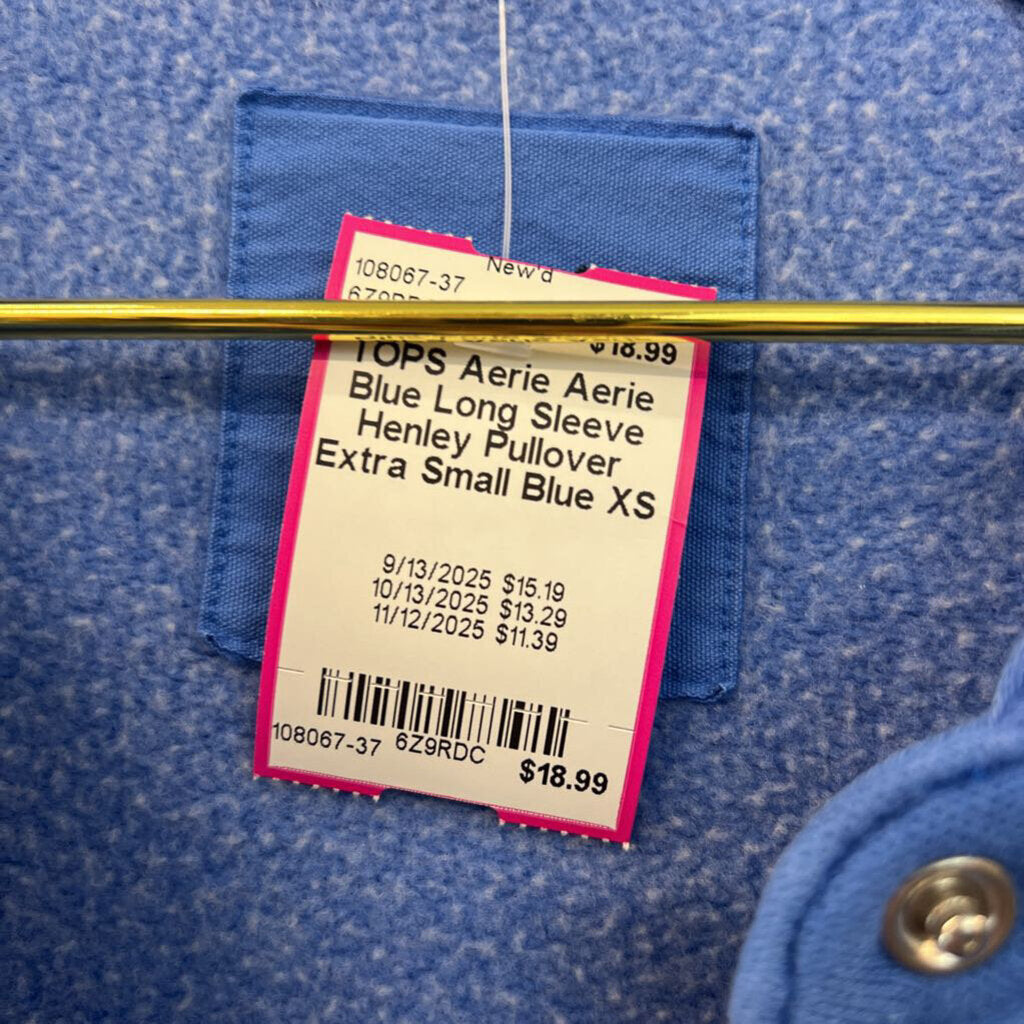 New'd
108067-37
$18.99
TOPS Aerie Aerie
Blue Long Sleeve
Henley Pullover
Extra Small Blue XS
9/13/2025 $15.19
10/13/2025 $13.29
11/12/2025 $11.39
108067-37 6Z9RDC
$18.99